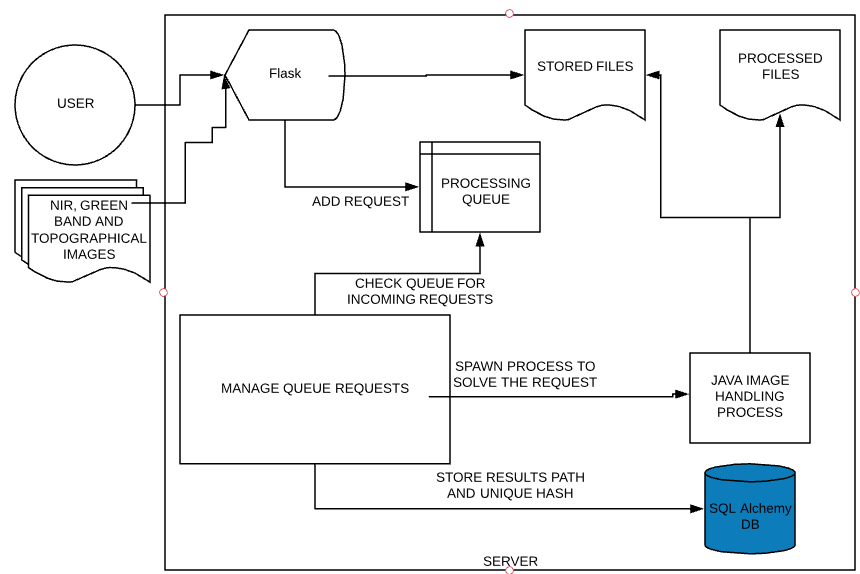 USER
Flask
STORED FILES
PROCESSED
FILES
NIR, GREEN
BAND AND
TOPOGRAPHICAL
IMAGES
ADD REQUEST
PROCESSING
QUEUE
CHECK QUEUE FOR
INCOMING REQUESTS
MANAGE QUEUE REQUESTS
SPAWN PROCESS TO
SOLVE THE REQUEST
JAVA IMAGE
HANDLING
PROCESS
STORE RESULTS PATH
AND UNIQUE HASH
SQL Alchemy
DB
SERVER